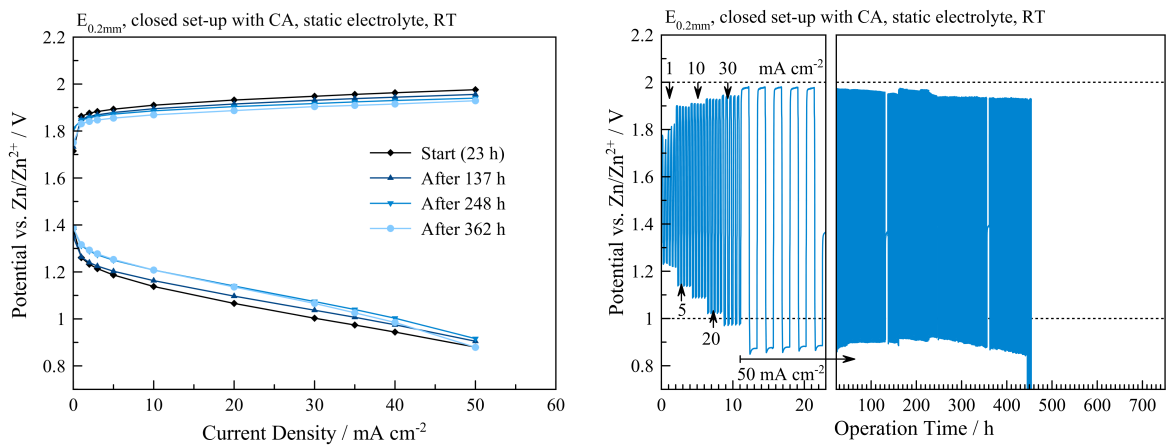 E0.2mm, closed set-up with CA, static electrolyte, RT
2.2
2
1.8
1.6
1.4
1.2
1
0.8
Potential vs. Zn/Zn2+ / V
Start (23 h)
After 137 h
After 248 h
After 362 h
0 10 20 30 40 50 60
Current Density / mA cm-2
E0.2mm, closed set-up with CA, static electrolyte, RT
2.2
2
1.8
1.6
1.4
1.2
1
0.8
Potential vs. Zn/Zn2+ / V
1 10 30 mA cm-2
5
20
50 mA cm-2
0 10 20 100 200 300 400 500 600 700
Operation Time / h